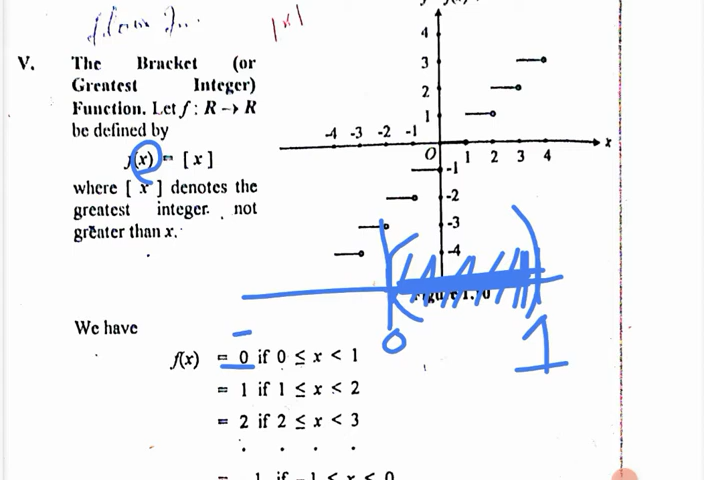 |x|
V. The Bracket (or
Greatest Integer)
Function. Let f : R → R
be defined by
f(x) = [ x ]
where [ x ] denotes the
greatest integer not
greater than x.
4
3
2
1
-4 -3 -2 -1
O 1 2 3 4 x
-1
-2
-3
-4
0 1
We have
f(x) = 0 if 0 ≤ x < 1
= 1 if 1 ≤ x < 2
= 2 if 2 ≤ x < 3
. . . .